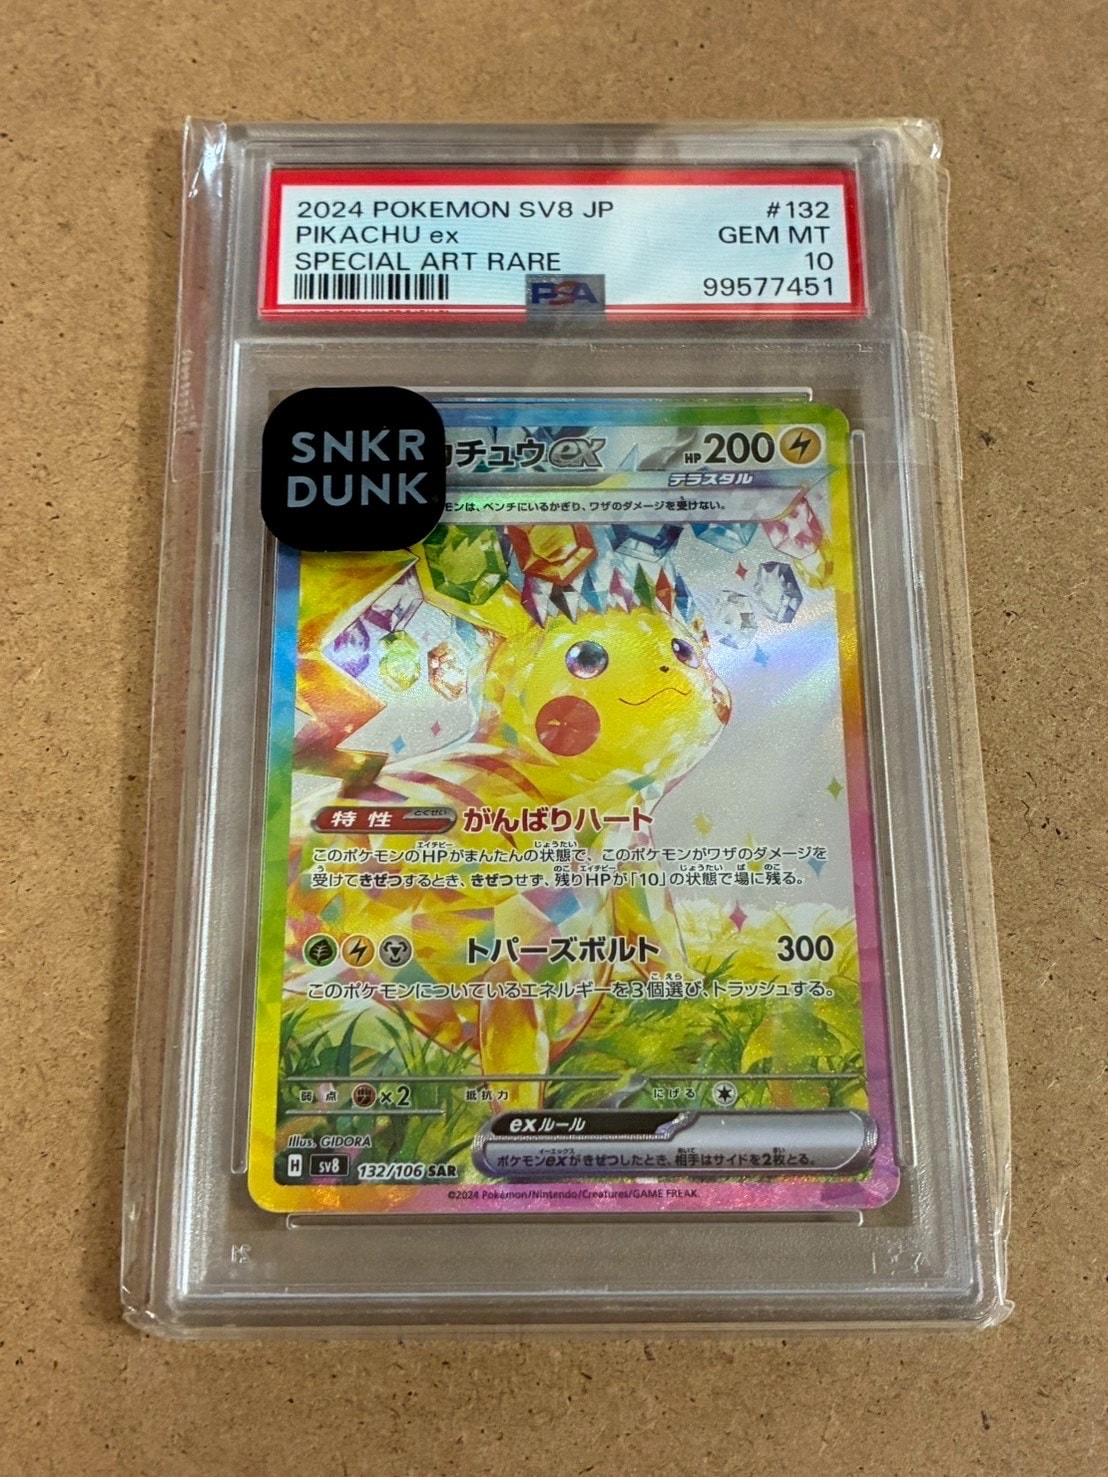 2024 POKEMON SV8 JP #132
PIKACHU ex GEM MT
SPECIAL ART RARE 10
PSA 99577451
SNKR
DUNK
カチュウex HP 200
テラスタル
モンは、ベンチにいるかぎり、ワザのダメージを受けない。
特性 とくせい がんばりハート
このポケモンのHPがまんたんの状態で、このポケモンがワザのダメージを
受けてきぜつするとき、きぜつせず、残りHPが「10」の状態で場に残る。
トパーズボルト 300
このポケモンについているエネルギーを3個選び、トラッシュする。
弱点 ×2 抵抗力 にげる
exルール
ポケモンexがきぜつしたとき、相手はサイドを2枚とる。
Illus. GIDORA
H sv8 132/106 SAR
©2024 Pokémon/Nintendo/Creatures/GAME FREAK.